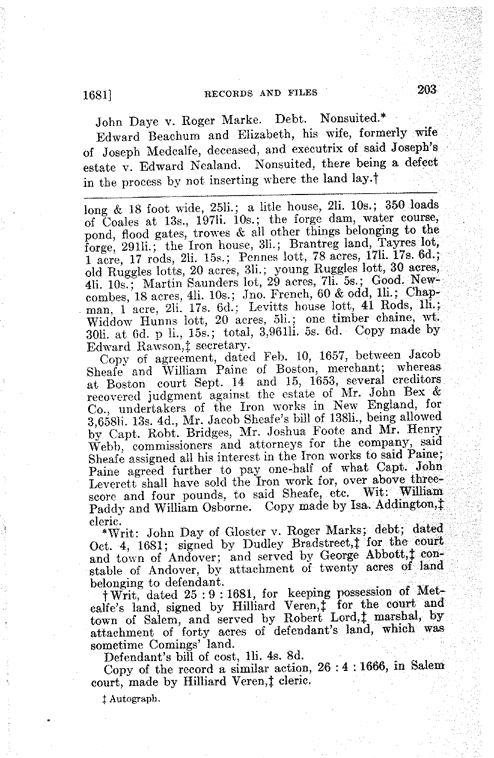 1681] RECORDS AND FILES 203
John Daye v. Roger Marke. Debt. Nonsuited.*
Edward Beachum and Elizabeth, his wife, formerly wife
of Joseph Medcalfe, deceased, and executrix of said Joseph's
estate v. Edward Nealand. Nonsuited, there being a defect
in the process by not inserting where the land lay.†
long & 18 foot wide, 25li.; a litle house, 2li. 10s.; 350 loads
of Coales at 13s., 197li. 10s.; the forge dam, water course,
pond, flood gates, trowes & all other things belonging to the
forge, 291li.; the Iron house, 3li.; Brantreg land, Tayres lot,
1 acre, 17 rods, 2li. 15s.; Pennes lott, 78 acres, 17li. 17s. 6d.;
old Ruggles lotts, 20 acres, 3li.; young Ruggles lott, 30 acres,
4li. 10s.; Martin Saunders lot, 29 acres, 7li. 5s.; Good. New-
combes, 18 acres, 4li. 10s.; Jno. French, 60 & odd, 1li.; Chap-
man, 1 acre, 2li. 17s. 6d.; Levitts house lott, 41 Rods, 1li.;
Widdow Hunns lott, 20 acres, 5li.; one timber chaine, wt.
30li. at 6d. p li., 15s.; total, 3,961li. 5s. 6d. Copy made by
Edward Rawson,‡ secretary.
Copy of agreement, dated Feb. 10, 1657, between Jacob
Sheafe and William Paine of Boston, merchant; whereas
at Boston court Sept. 14 and 15, 1653, several creditors
recovered judgment against the estate of Mr. John Bex &
Co., undertakers of the Iron works in New England, for
3,658li. 13s. 4d., Mr. Jacob Sheafe's bill of 138li., being allowed
by Capt. Robt. Bridges, Mr. Joshua Foote and Mr. Henry
Webb, commissioners and attorneys for the company, said
Sheafe assigned all his interest in the Iron works to said Paine;
Paine agreed further to pay one-half of what Capt. John
Leverett shall have sold the Iron work for, over above three-
score and four pounds, to said Sheafe, etc. Wit: William
Paddy and William Osborne. Copy made by Isa. Addington,‡
cleric.
*Writ: John Day of Gloster v. Roger Marks; debt; dated
Oct. 4, 1681; signed by Dudley Bradstreet,‡ for the court
and town of Andover; and served by George Abbott,‡ con-
stable of Andover, by attachment of twenty acres of land
belonging to defendant.
†Writ, dated 25 : 9 : 1681, for keeping possession of Met-
calfe's land, signed by Hilliard Veren,‡ for the court and
town of Salem, and served by Robert Lord,‡ marshal, by
attachment of forty acres of defendant's land, which was
sometime Comings' land.
Defendant's bill of cost, 1li. 4s. 8d.
Copy of the record a similar action, 26 : 4 : 1666, in Salem
court, made by Hilliard Veren,‡ cleric.
‡ Autograph.